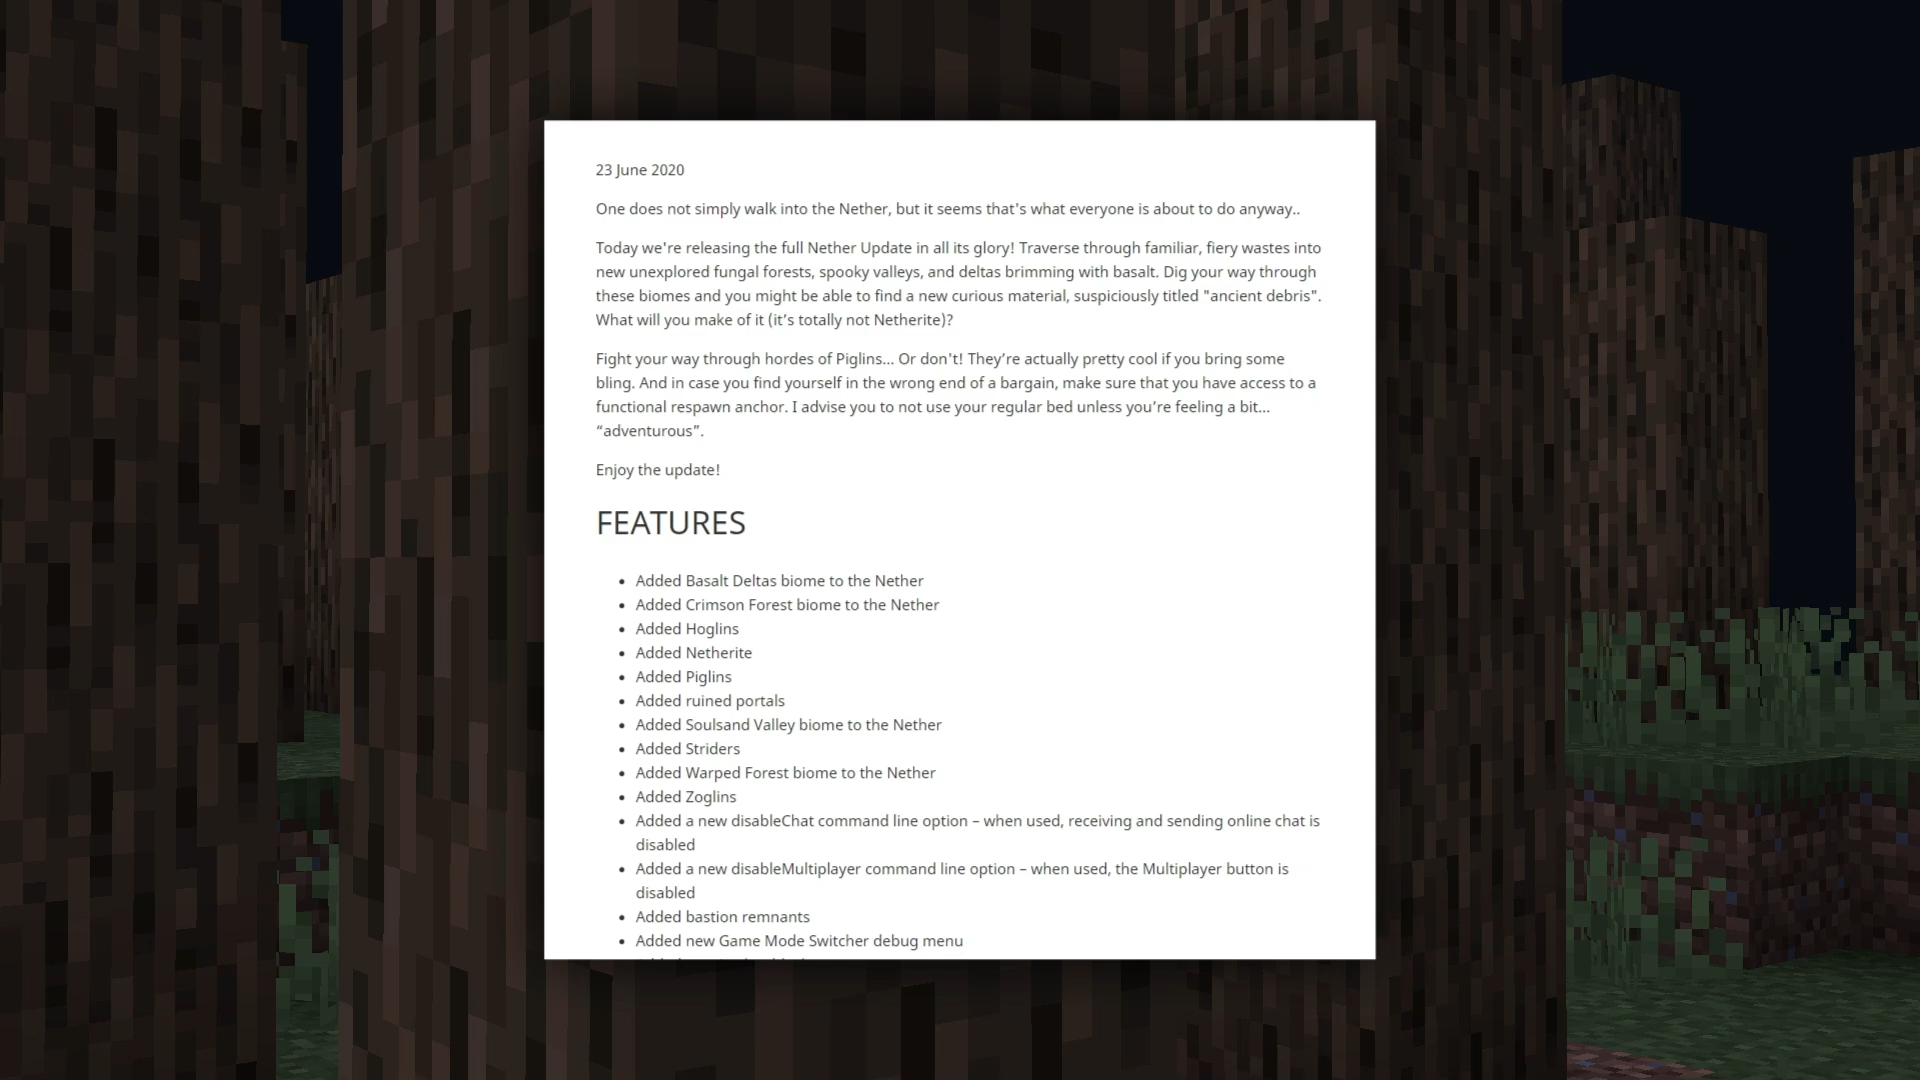 23 June 2020
One does not simply walk into the Nether, but it seems that's what everyone is about to do anyway..
Today we're releasing the full Nether Update in all its glory! Traverse through familiar, fiery wastes into
new unexplored fungal forests, spooky valleys, and deltas brimming with basalt. Dig your way through
these biomes and you might be able to find a new curious material, suspiciously titled "ancient debris".
What will you make of it (it’s totally not Netherite)?
Fight your way through hordes of Piglins... Or don't! They’re actually pretty cool if you bring some
bling. And in case you find yourself in the wrong end of a bargain, make sure that you have access to a
functional respawn anchor. I advise you to not use your regular bed unless you’re feeling a bit...
“adventurous”.
Enjoy the update!
FEATURES
• Added Basalt Deltas biome to the Nether
• Added Crimson Forest biome to the Nether
• Added Hoglins
• Added Netherite
• Added Piglins
• Added ruined portals
• Added Soulsand Valley biome to the Nether
• Added Striders
• Added Warped Forest biome to the Nether
• Added Zoglins
• Added a new disableChat command line option – when used, receiving and sending online chat is
disabled
• Added a new disableMultiplayer command line option – when used, the Multiplayer button is
disabled
• Added bastion remnants
• Added new Game Mode Switcher debug menu